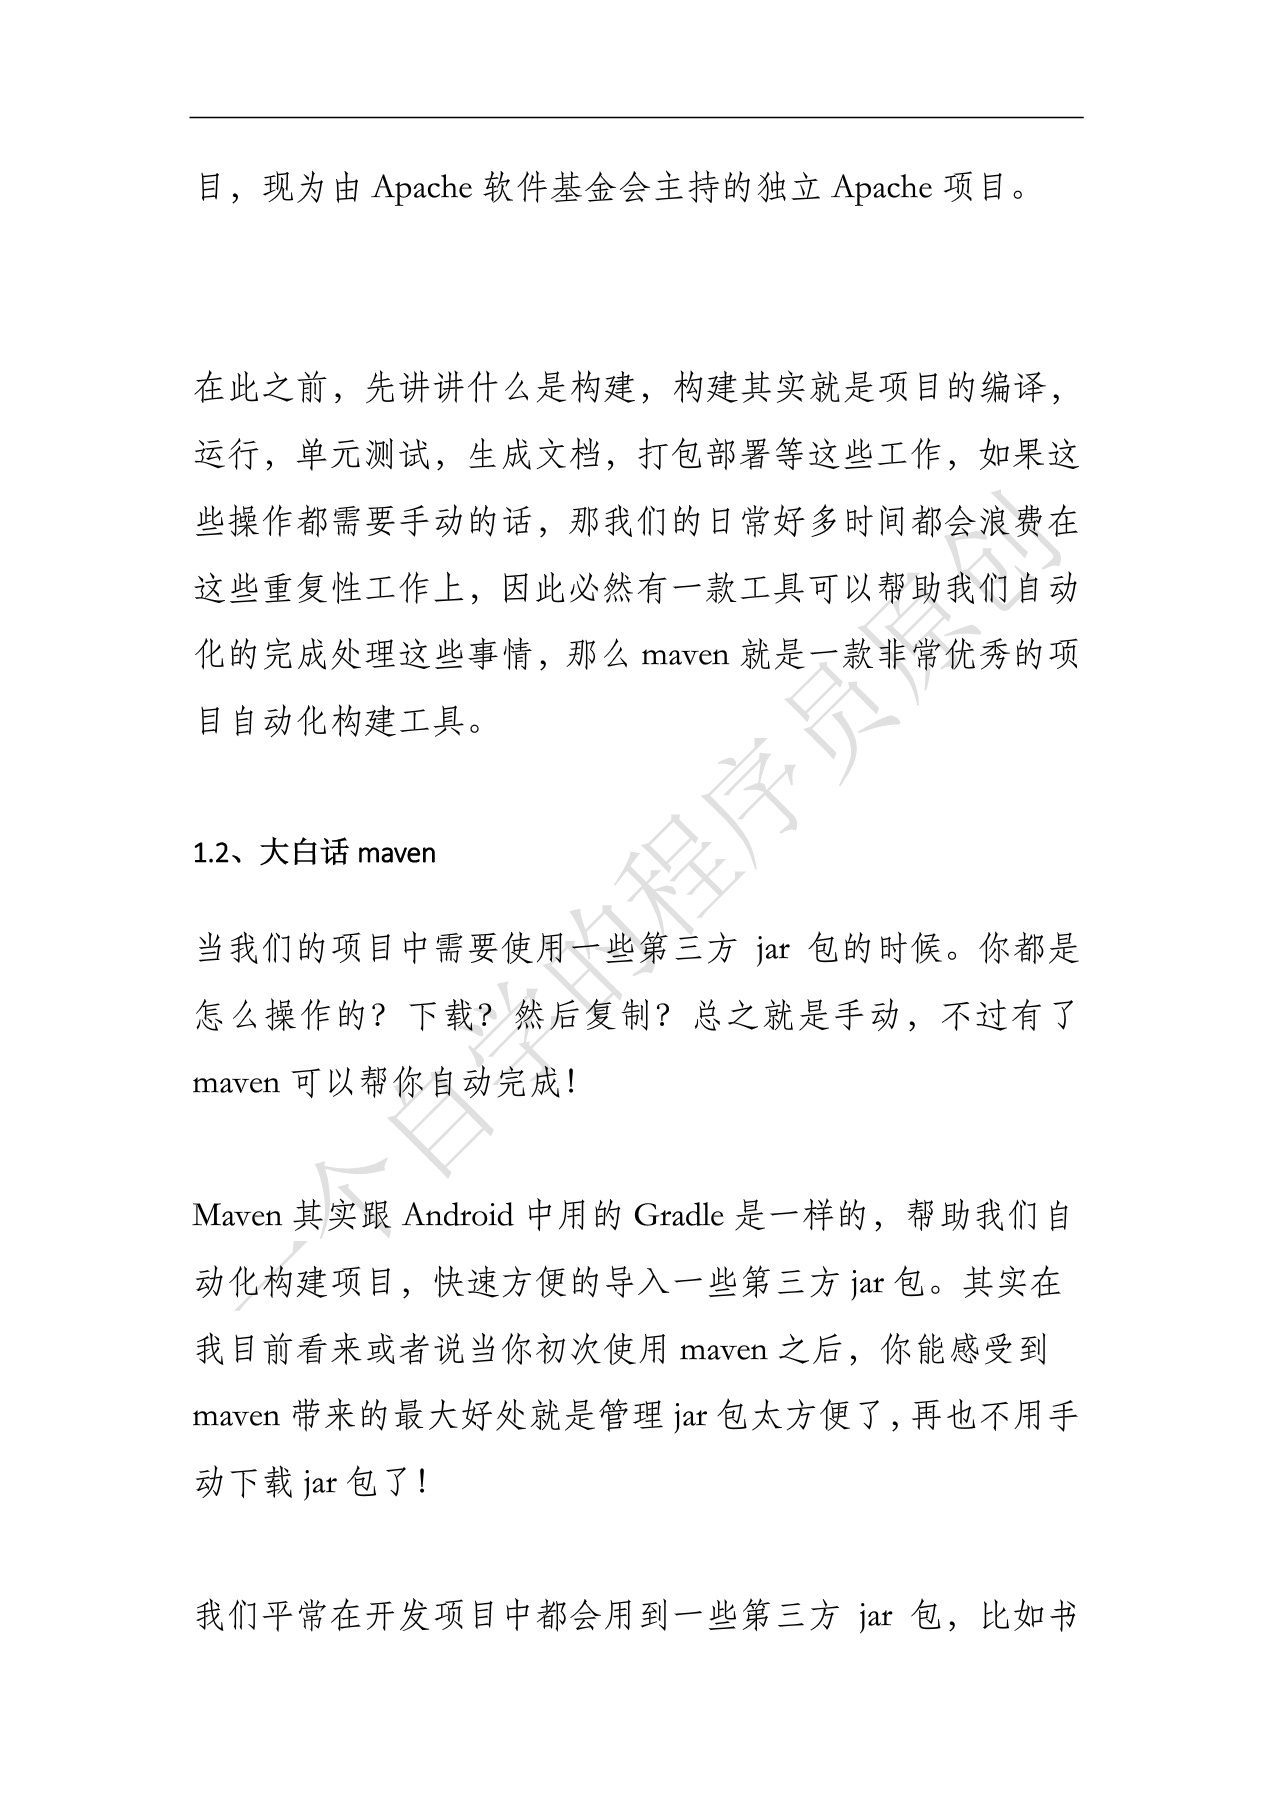 目，现为由 Apache 软件基金会主持的独立 Apache 项目。
在此之前，先讲讲什么是构建，构建其实就是项目的编译，
运行，单元测试，生成文档，打包部署等这些工作，如果这
些操作都需要手动的话，那我们的日常好多时间都会浪费在
这些重复性工作上，因此必然有一款工具可以帮助我们自动
化的完成处理这些事情，那么 maven 就是一款非常优秀的项
目自动化构建工具。
1.2、大白话 maven
当我们的项目中需要使用一些第三方 jar 包的时候。你都是
怎么操作的？下载？然后复制？总之就是手动，不过有了
maven 可以帮你自动完成！
Maven 其实跟 Android 中用的 Gradle 是一样的，帮助我们自
动化构建项目，快速方便的导入一些第三方 jar 包。其实在
我目前看来或者说当你初次使用 maven 之后，你能感受到
maven 带来的最大好处就是管理 jar 包太方便了，再也不用手
动下载 jar 包了！
我们平常在开发项目中都会用到一些第三方 jar 包，比如书
一个自学的程序员原创